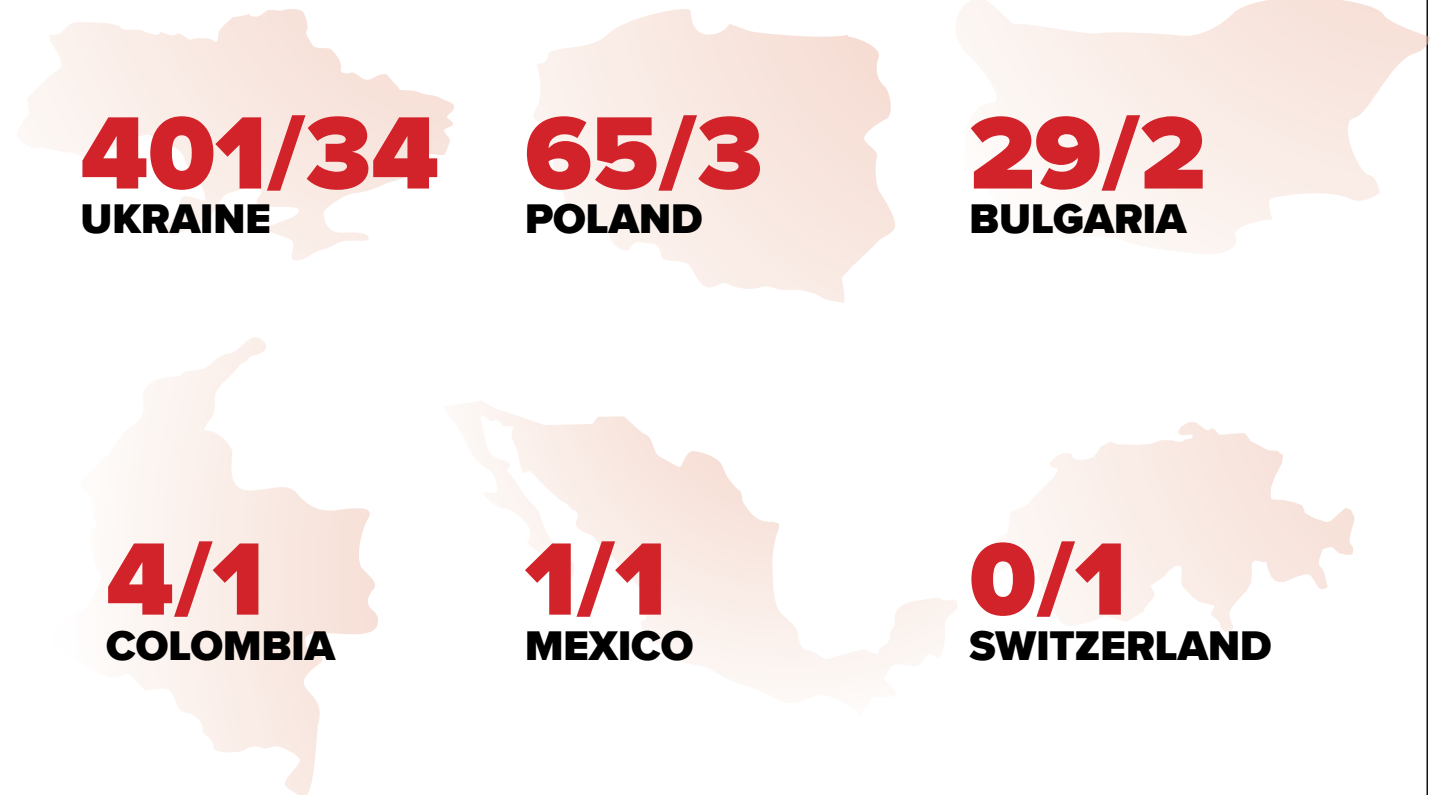 401/34
UKRAINE
65/3
POLAND
29/2
BULGARIA
4/1
COLOMBIA
1/1
MEXICO
0/1
SWITZERLAND